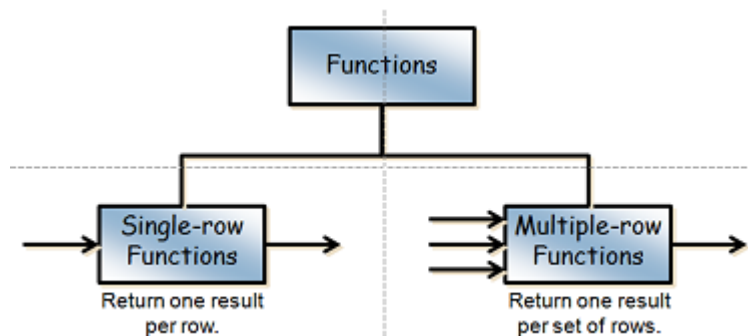 Functions
Single-row
Functions
Return one result
per row.
Multiple-row
Functions
Return one result
per set of rows.